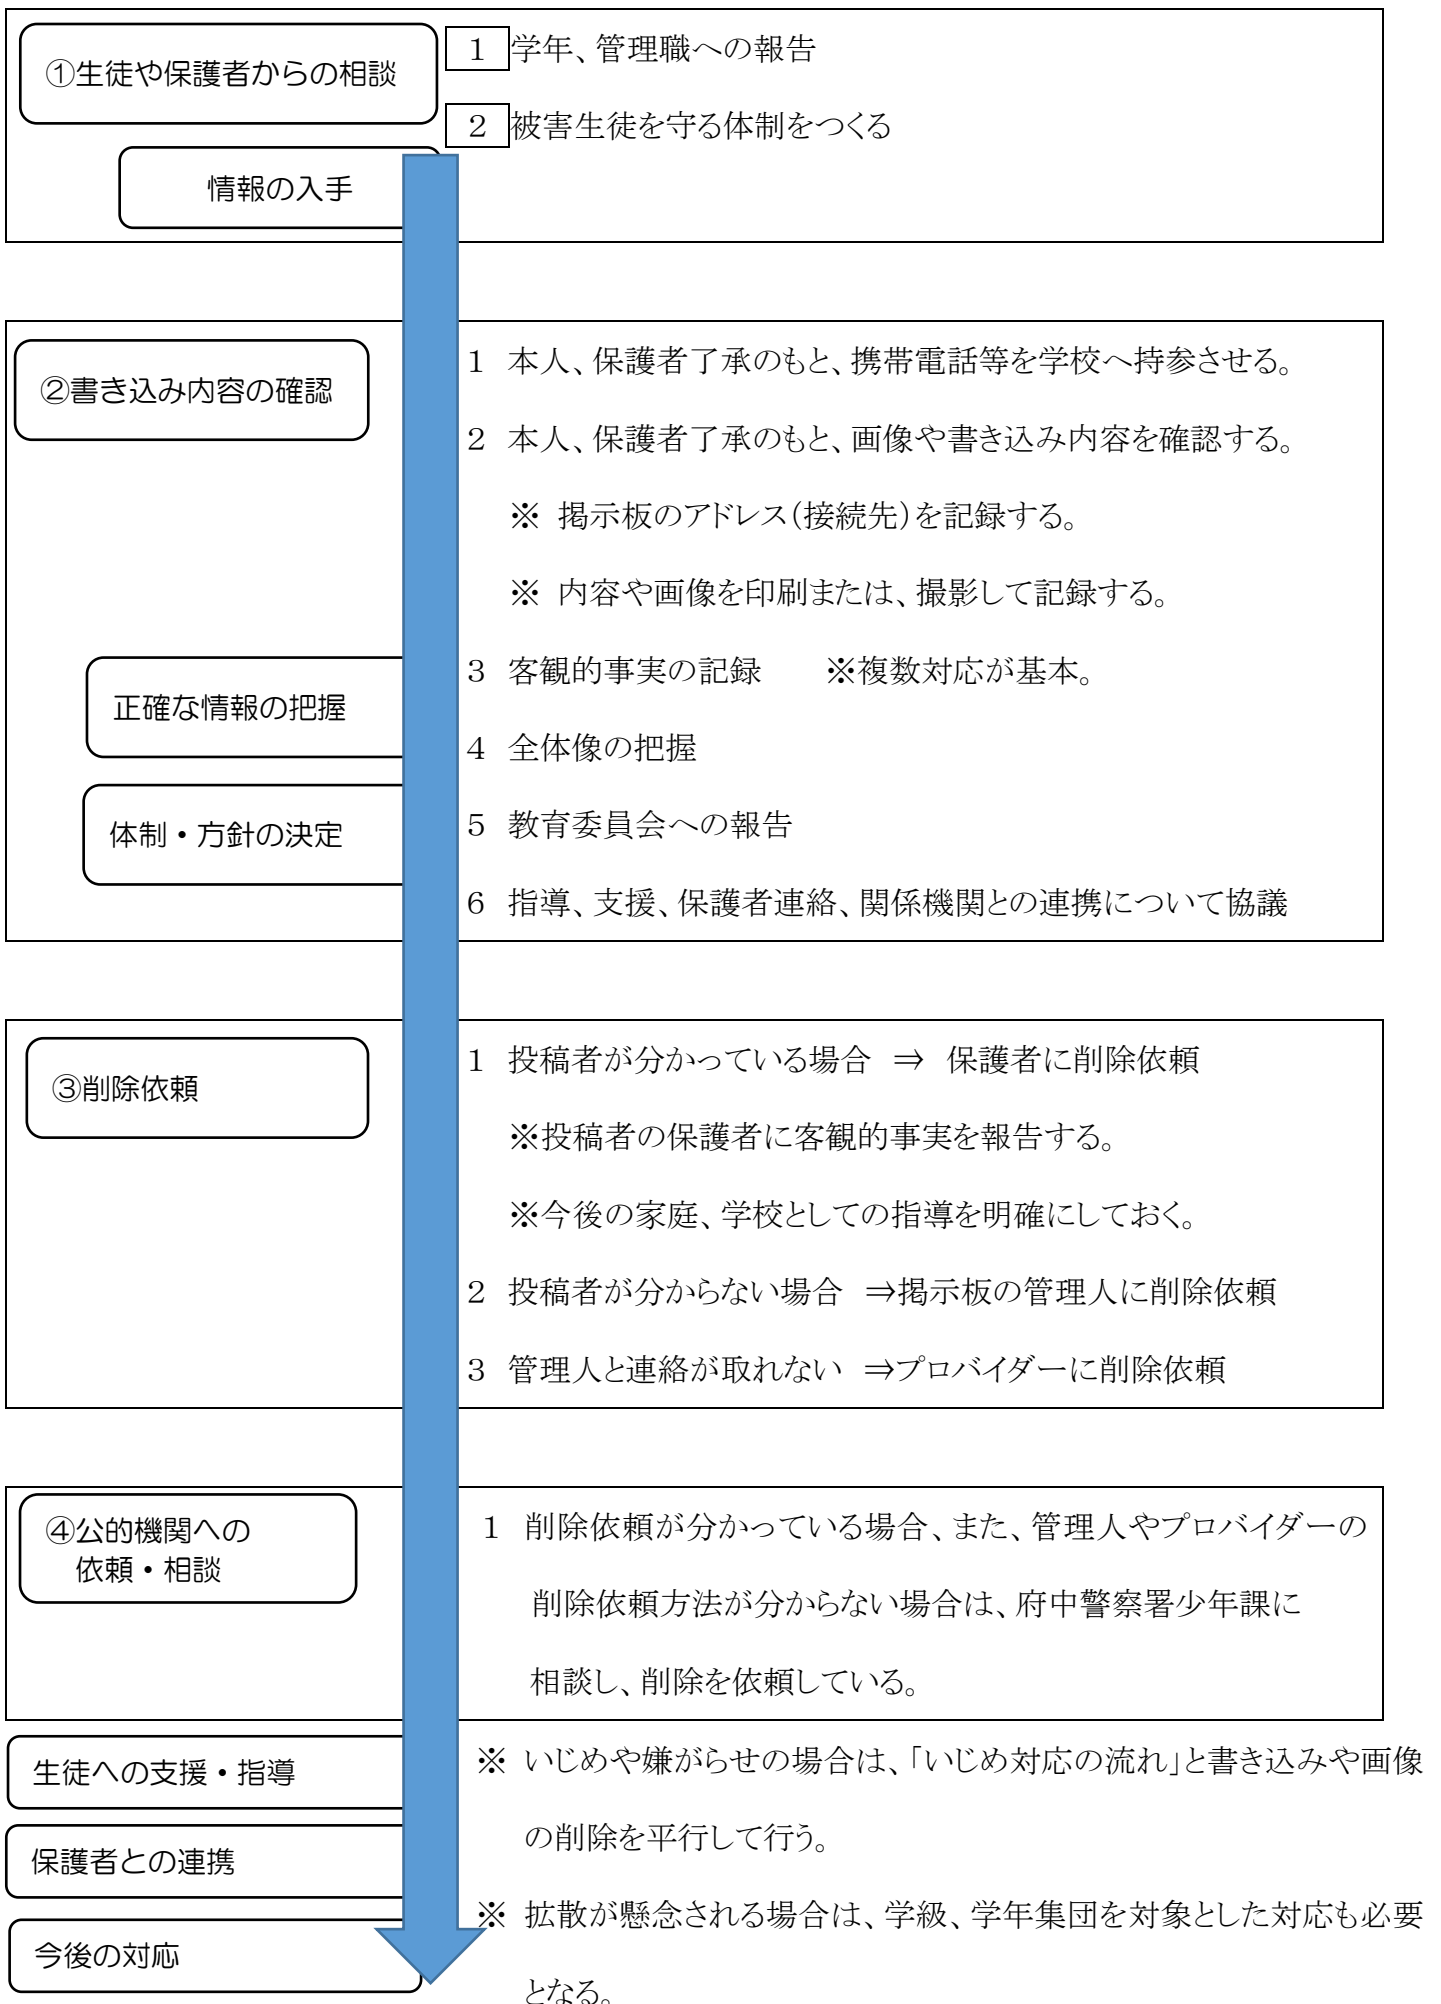 ①生徒や保護者からの相談
1 学年、管理職への報告
2 被害生徒を守る体制をつくる
情報の入手
②書き込み内容の確認
1 本人、保護者了承のもと、携帯電話等を学校へ持参させる。
2 本人、保護者了承のもと、画像や書き込み内容を確認する。
※ 掲示板のアドレス(接続先)を記録する。
※ 内容や画像を印刷または、撮影して記録する。
正確な情報の把握
3 客観的事実の記録 ※複数対応が基本。
4 全体像の把握
体制・方針の決定
5 教育委員会への報告
6 指導、支援、保護者連絡、関係機関との連携について協議
③削除依頼
1 投稿者が分かっている場合 ⇒ 保護者に削除依頼
※投稿者の保護者に客観的事実を報告する。
※今後の家庭、学校としての指導を明確にしておく。
2 投稿者が分からない場合 ⇒掲示板の管理人に削除依頼
3 管理人と連絡が取れない ⇒プロバイダーに削除依頼
④公的機関への
依頼・相談
1 削除依頼が分かっている場合、また、管理人やプロバイダーの
削除依頼方法が分からない場合は、府中警察署少年課に
相談し、削除を依頼している。
生徒への支援・指導
保護者との連携
今後の対応
※ いじめや嫌がらせの場合は、「いじめ対応の流れ」と書き込みや画像
の削除を平行して行う。
※ 拡散が懸念される場合は、学級、学年集団を対象とした対応も必要
となる。